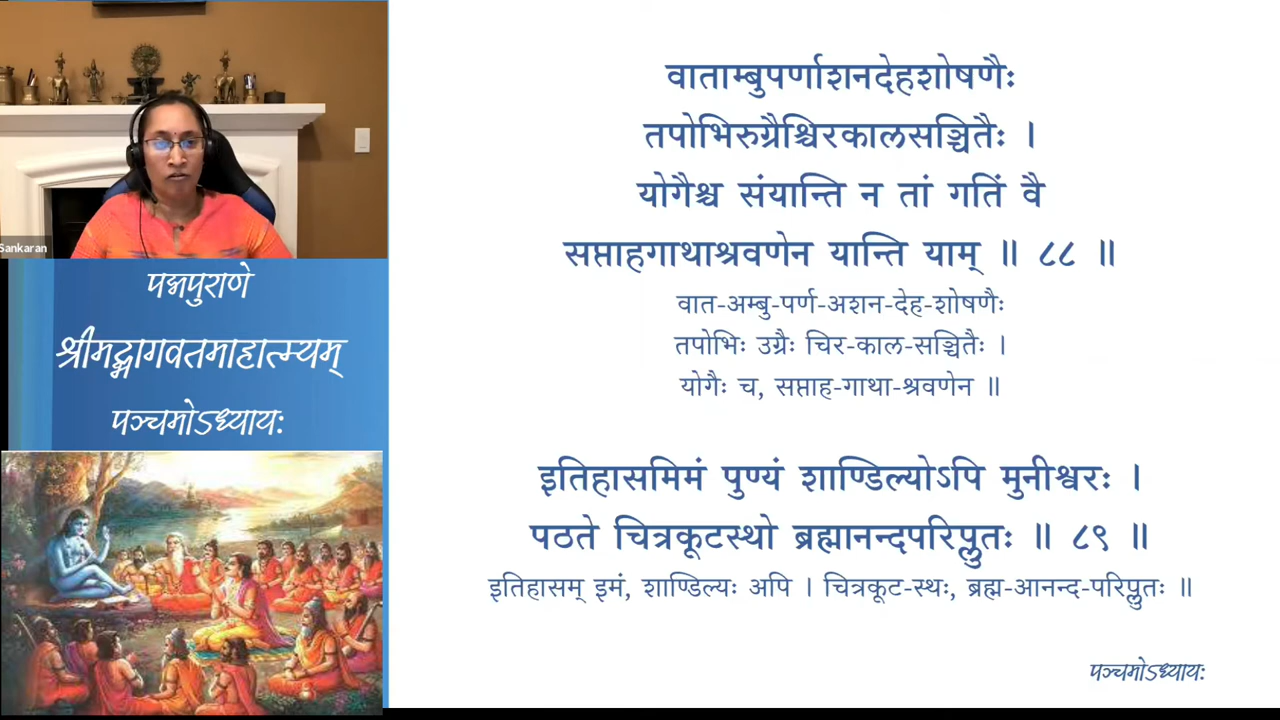 Sankaran
पद्मपुराणे
श्रीमद्भागवतमाहात्म्यम्
पञ्चमोऽध्यायः
वाताम्बुपर्णाशनदेहशोषणैः
तपोभिरुग्रैश्चिरकालसञ्चितैः ।
योगैश्च संयान्ति न तां गतिं वै
सप्ताहगाथाश्रवणेन यान्ति याम् ॥ ८८ ॥
वात-अम्बु-पर्ण-अशन-देह-शोषणैः
तपोभिः उग्रैः चिर-काल-सञ्चितैः ।
योगैः च, सप्ताह-गाथा-श्रवणेन ॥
इतिहासमिमं पुण्यं शाण्डिल्योऽपि मुनीश्वरः ।
पठते चित्रकूटस्थो ब्रह्मानन्दपरिप्लुतः ॥ ८९ ॥
इतिहासम् इमं, शाण्डिल्यः अपि । चित्रकूट-स्थः, ब्रह्म-आनन्द-परिप्लुतः ॥
पञ्चमोऽध्यायः